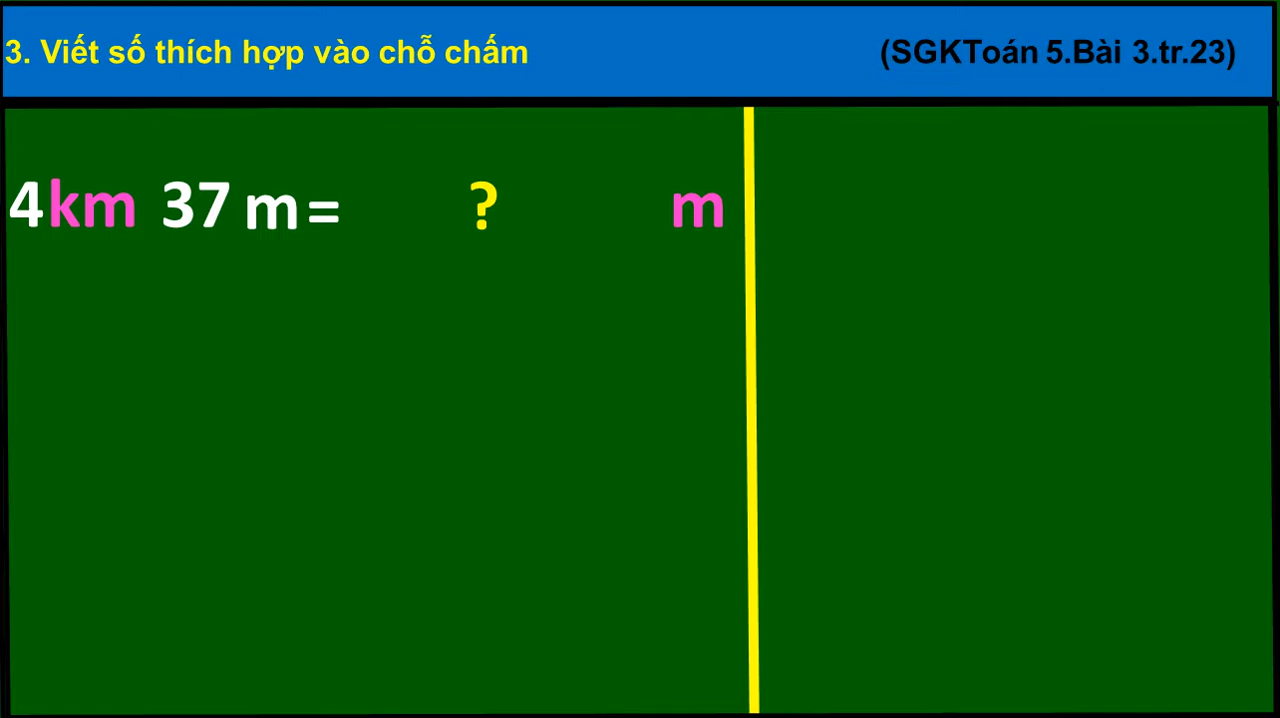 3. Viết số thích hợp vào chỗ chấm (SGKToán 5.Bài 3.tr.23)
4km 37 m = ? m